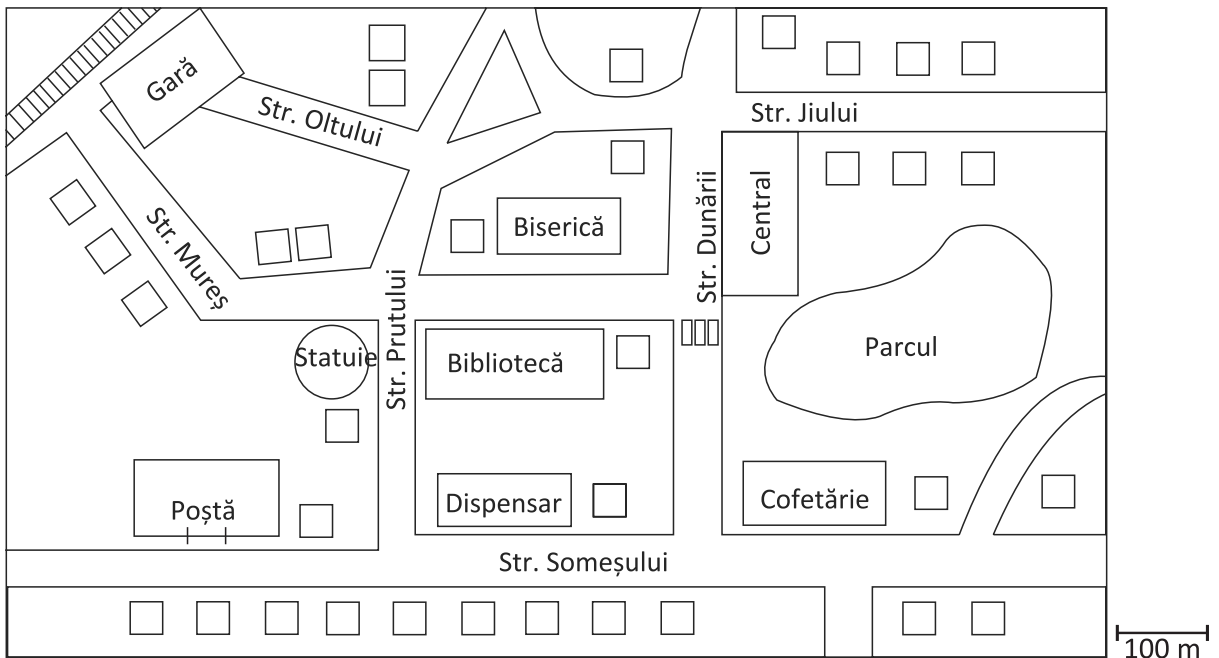 Gară
Str. Oltului
Str. Jiului
Str. Mureș
Biserică
Str. Dunării
Central
Statuie
Str. Prutului
Bibliotecă
Parcul
Poștă
Dispensar
Cofetărie
Str. Someșului
100 m